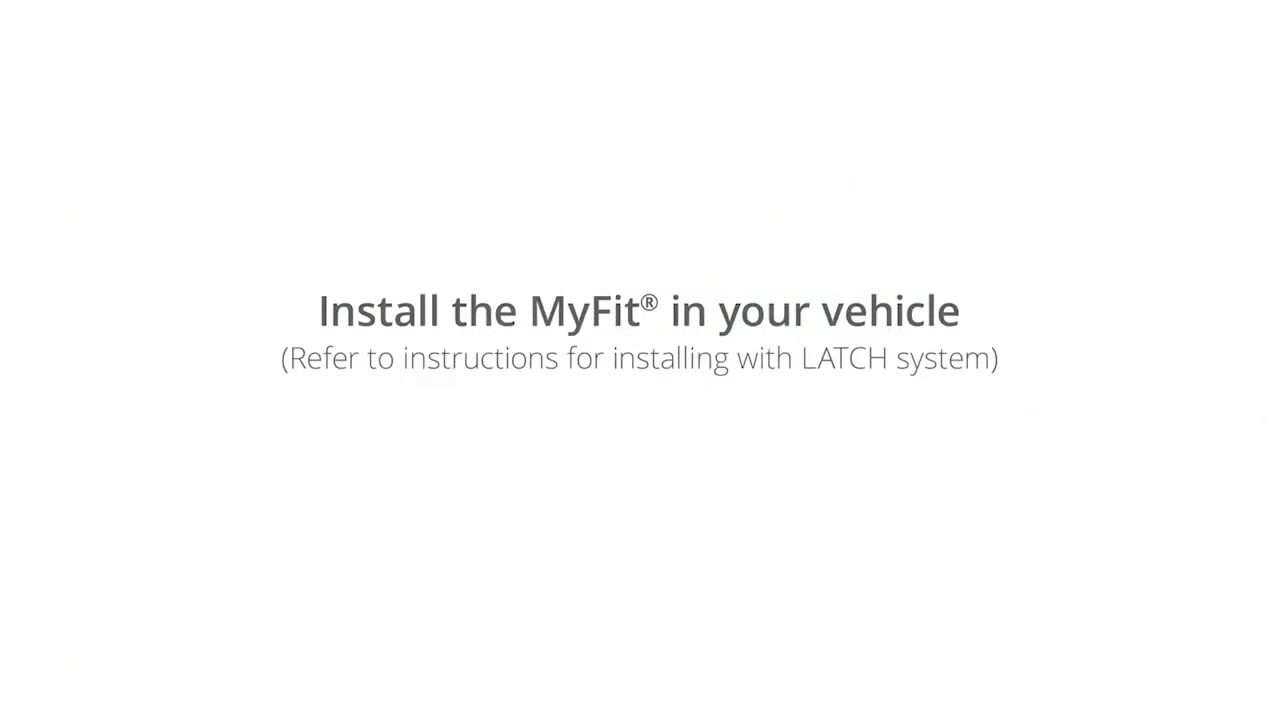 Install the MyFit® in your vehicle
(Refer to instructions for installing with LATCH system)